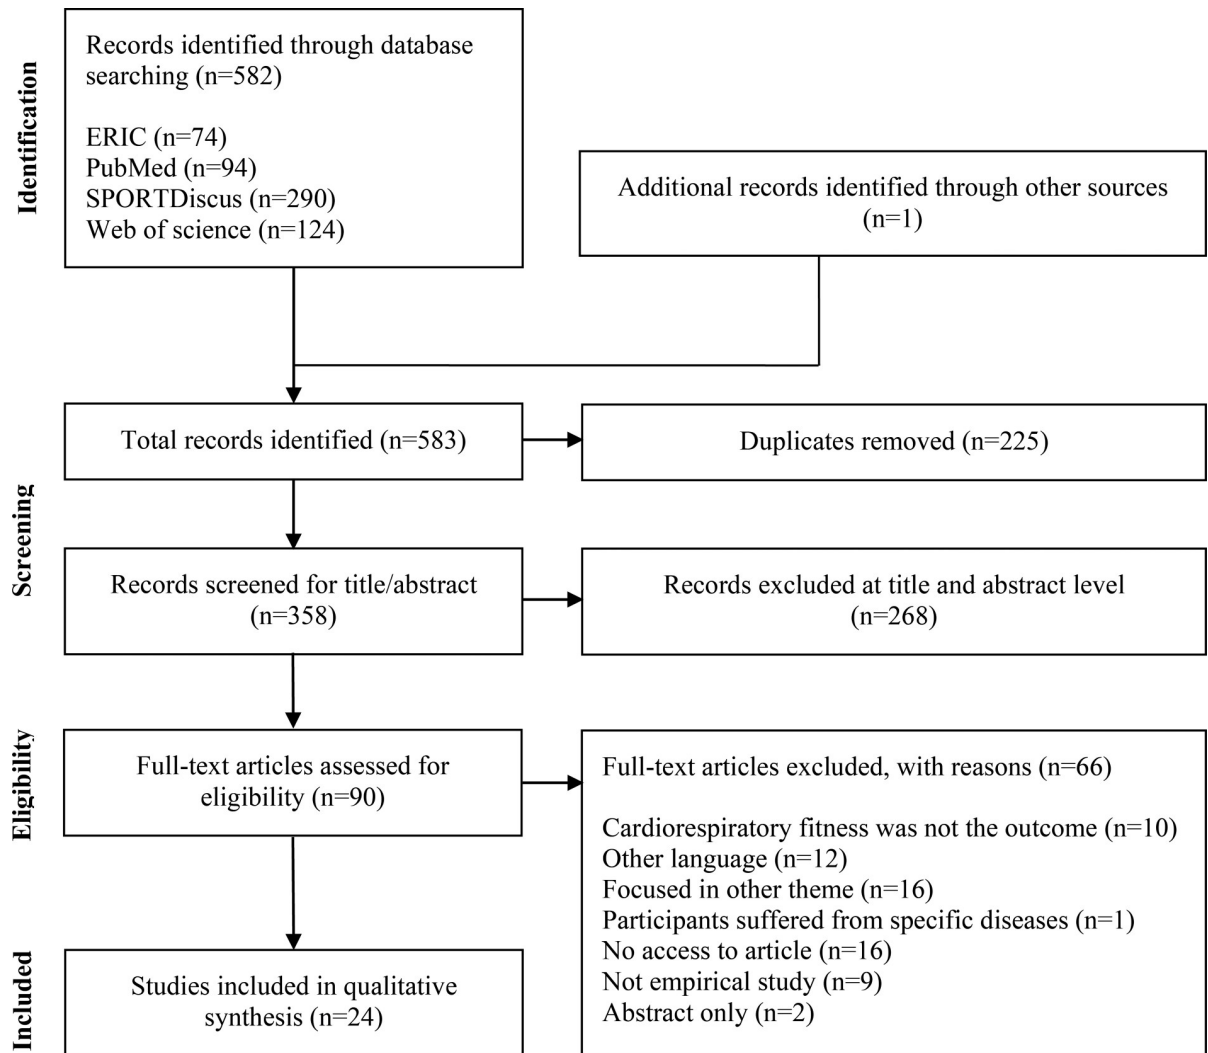 Identification
Records identified through database
searching (n=582)
ERIC (n=74)
PubMed (n=94)
SPORTDiscus (n=290)
Web of science (n=124)
Additional records identified through other sources
(n=1)
Screening
Total records identified (n=583)
Duplicates removed (n=225)
Records screened for title/abstract
(n=358)
Records excluded at title and abstract level
(n=268)
Eligibility
Full-text articles assessed for
eligibility (n=90)
Full-text articles excluded, with reasons (n=66)
Cardiorespiratory fitness was not the outcome (n=10)
Other language (n=12)
Focused in other theme (n=16)
Participants suffered from specific diseases (n=1)
No access to article (n=16)
Not empirical study (n=9)
Abstract only (n=2)
Included
Studies included in qualitative
synthesis (n=24)